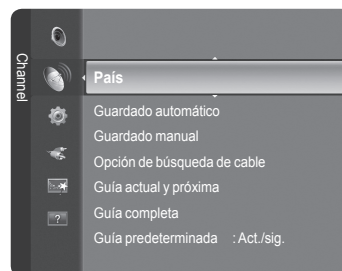 Channel
País
Guardado automático
Guardado manual
Opción de búsqueda de cable
Guía actual y próxima
Guía completa
Guía predeterminada : Act./sig.
?